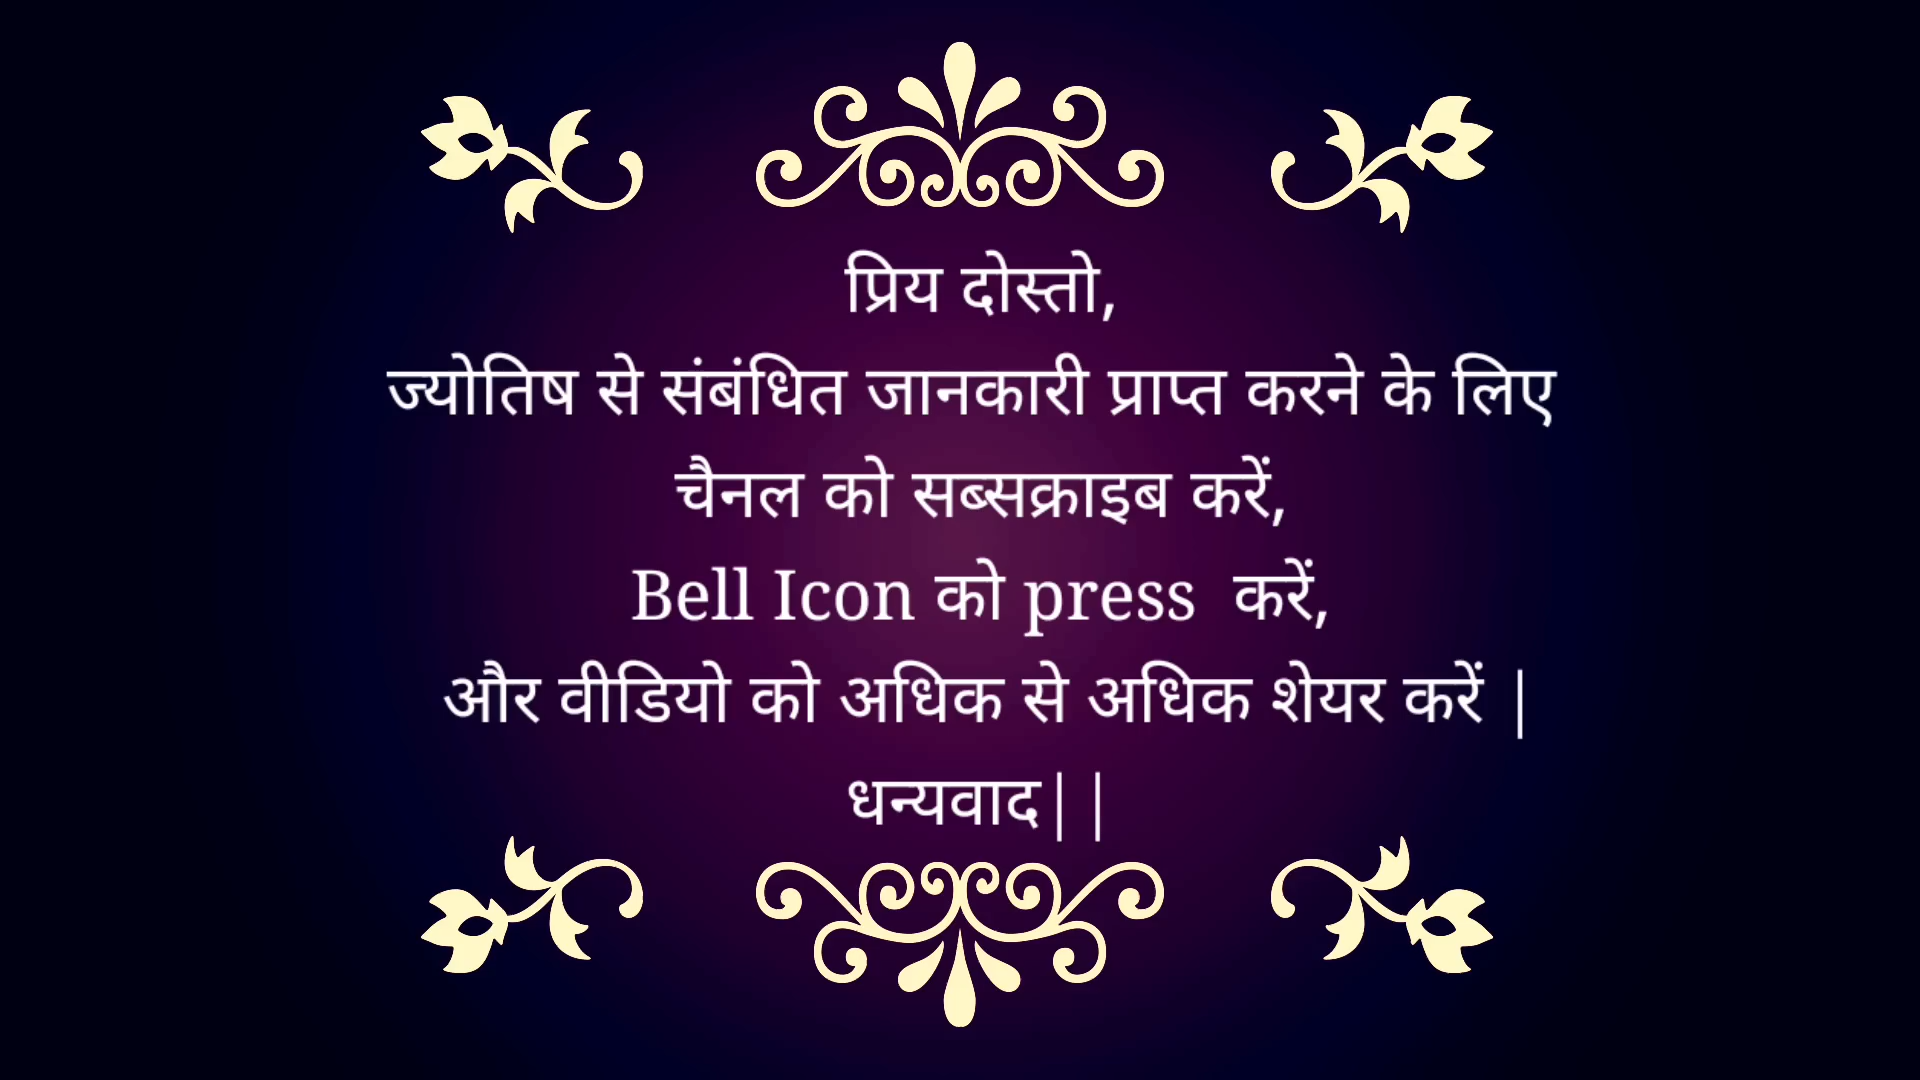 प्रिय दोस्तो,
ज्योतिष से संबंधित जानकारी प्राप्त करने के लिए
चैनल को सब्सक्राइब करें,
Bell Icon को press  करें,
और वीडियो को अधिक से अधिक शेयर करें |
धन्यवाद||